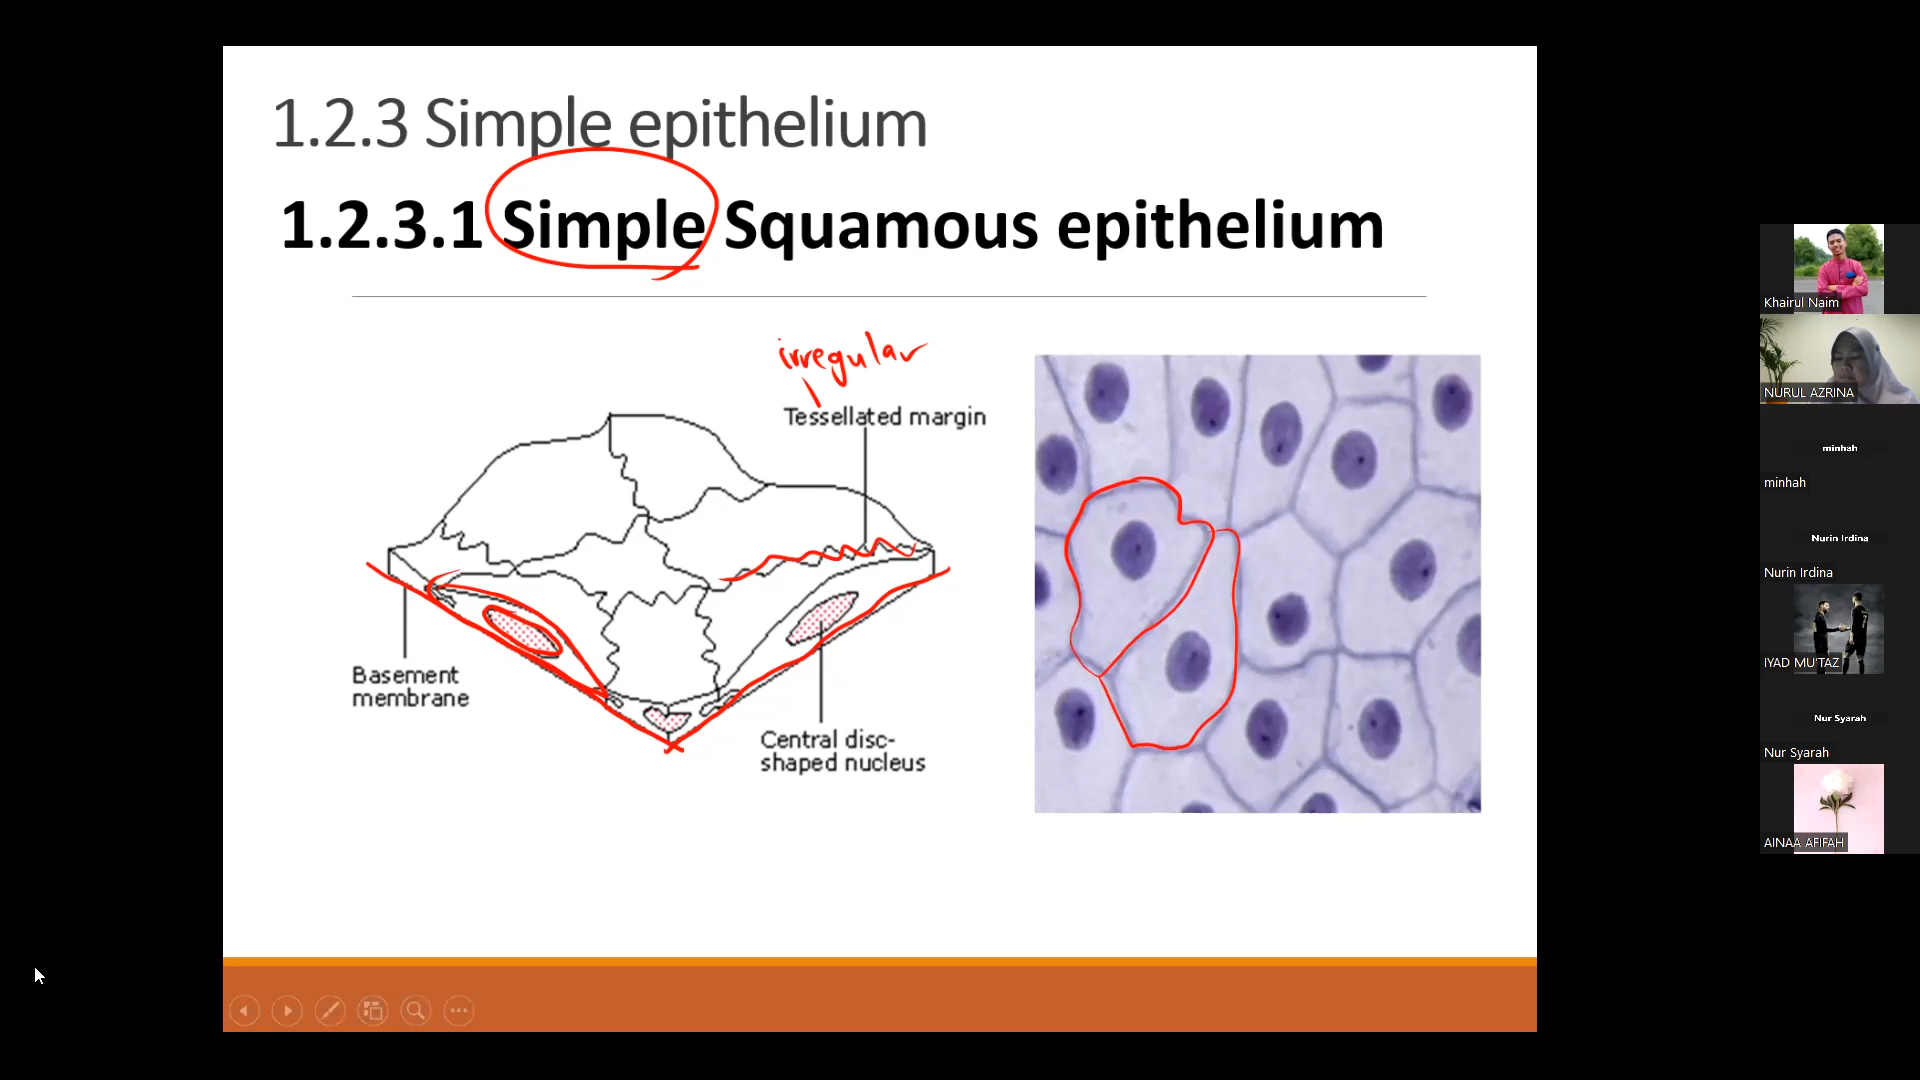 1.2.3 Simple epithelium
1.2.3.1 Simple Squamous epithelium
irregular
Tessellated margin
Basement
membrane
Central disc-
shaped nucleus
Khairul Naim
NURUL AZRINA
minhah
minhah
Nurin Irdina
Nurin Irdina
IYAD MU'TAZ
Nur Syarah
Nur Syarah
AINAA AFIFAH